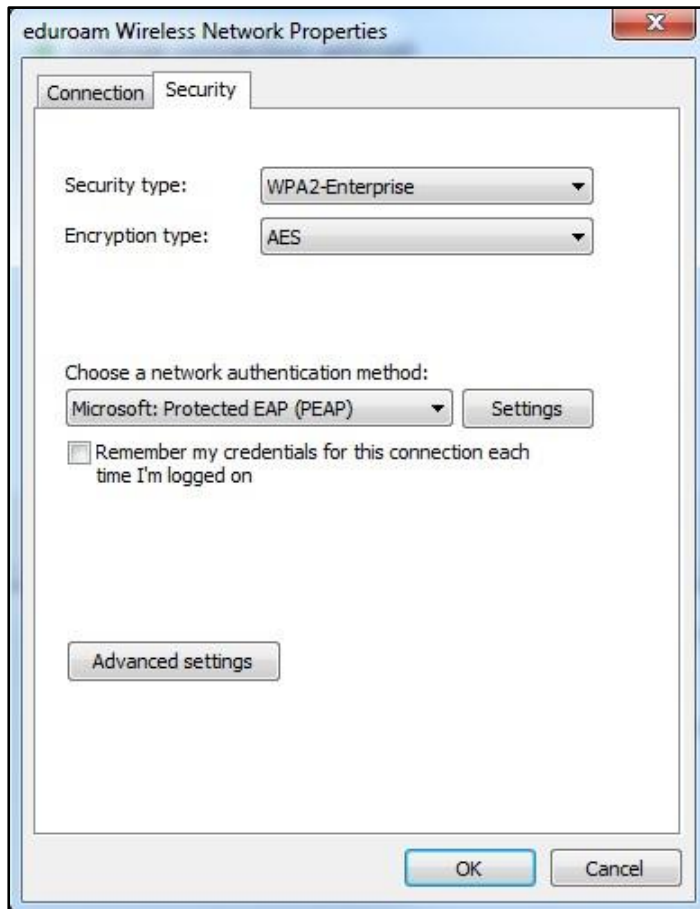 eduroam Wireless Network Properties
Connection
Security
Security type:
WPA2-Enterprise
Encryption type:
AES
Choose a network authentication method:
Microsoft: Protected EAP (PEAP)
Settings
Remember my credentials for this connection each
time I'm logged on
Advanced settings
OK
Cancel